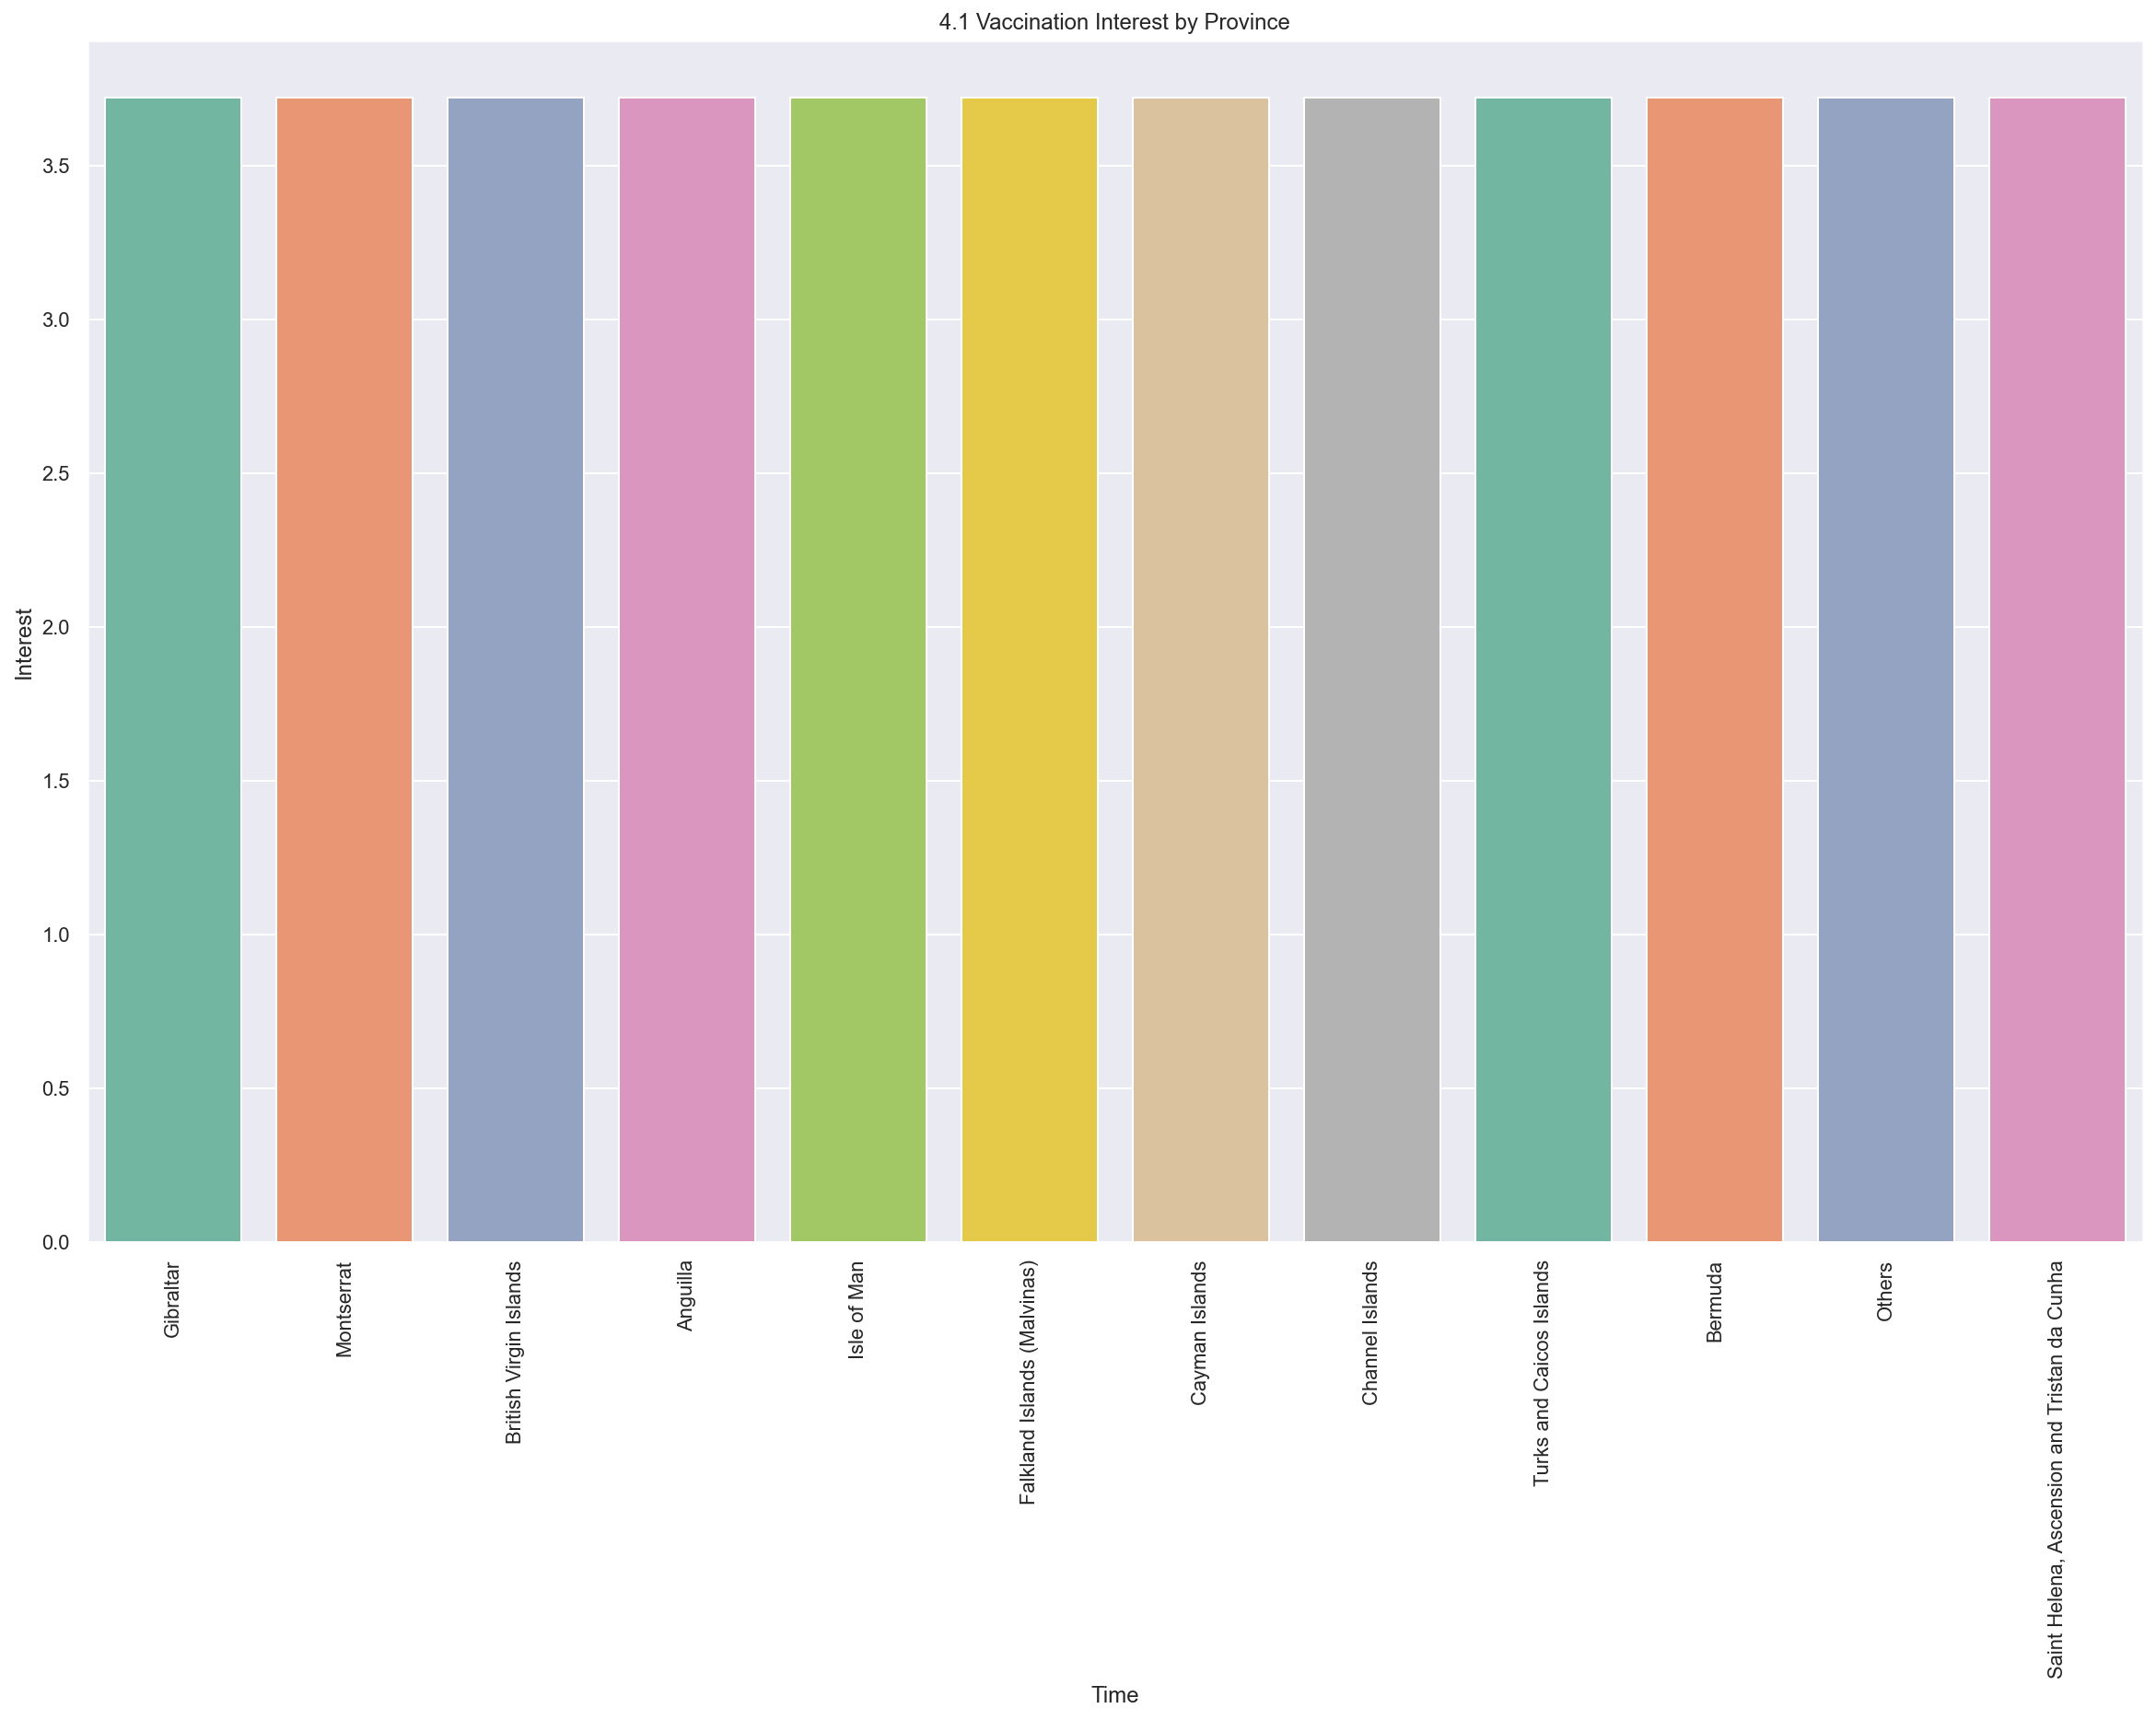 4.1 Vaccination Interest by Province
Interest
3.5
3.0
2.5
2.0
1.5
1.0
0.5
0.0
Gibraltar
Montserrat
British Virgin Islands
Anguilla
Isle of Man
Falkland Islands (Malvinas)
Cayman Islands
Channel Islands
Turks and Caicos Islands
Bermuda
Others
Saint Helena, Ascension and Tristan da Cunha
Time